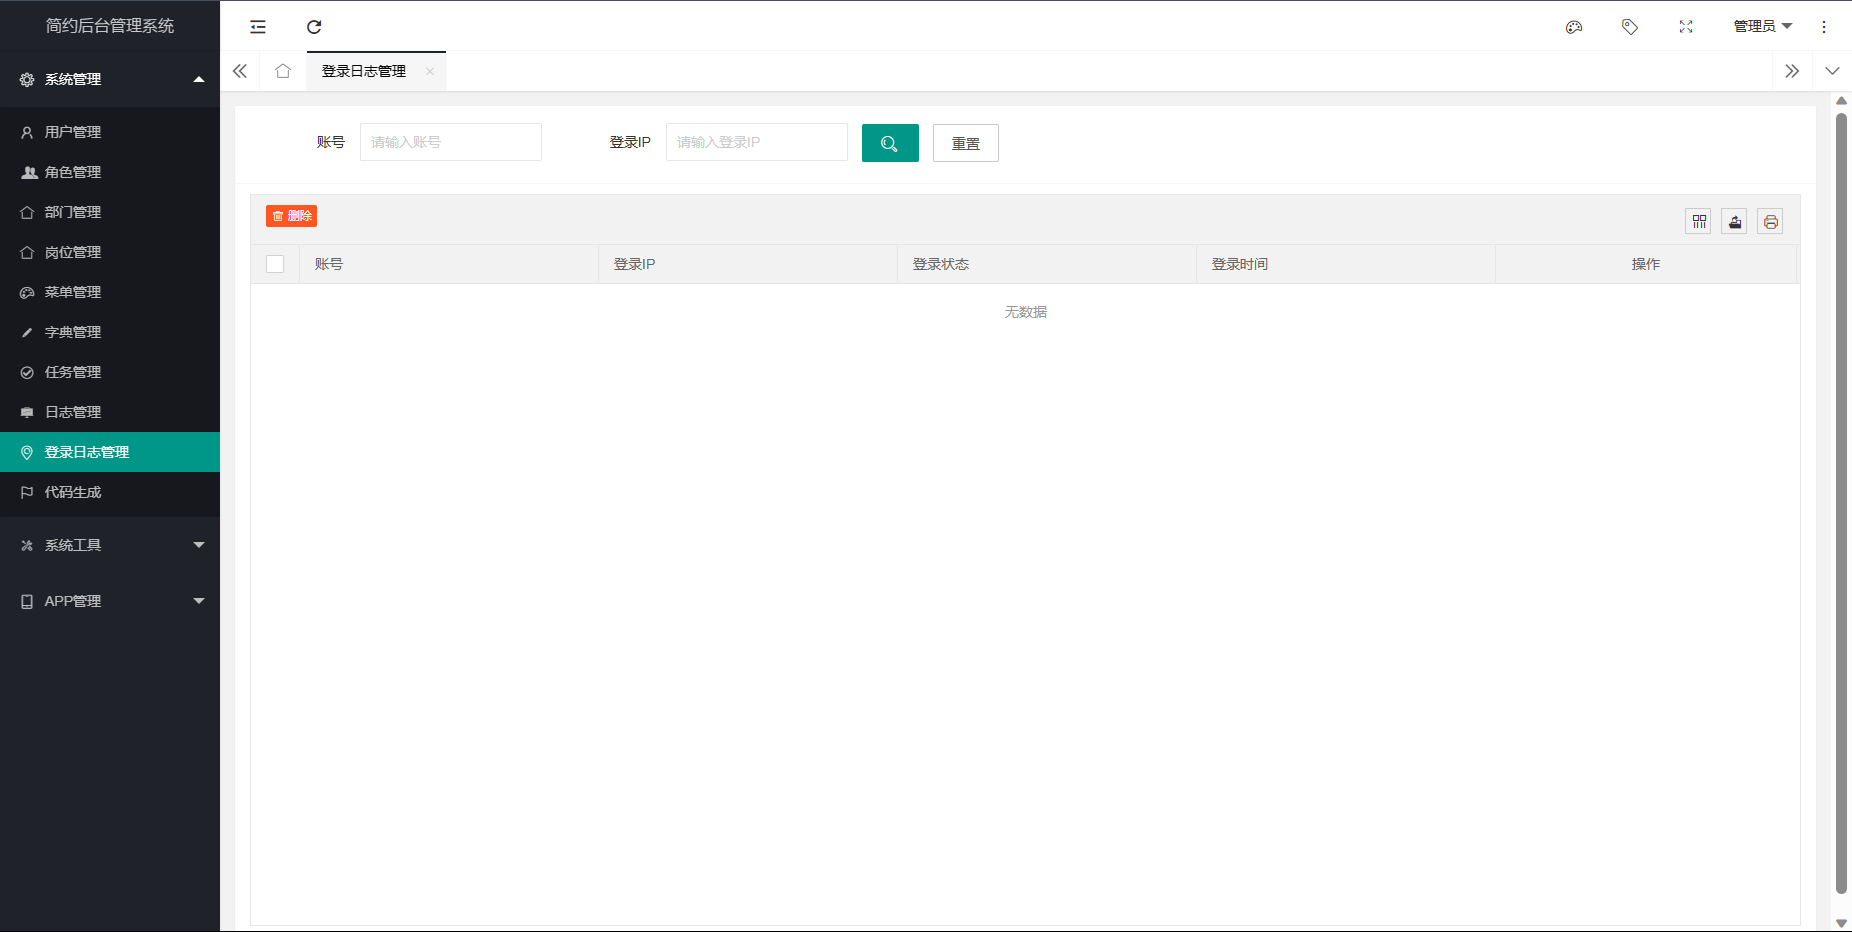 简约后台管理系统
管理员
系统管理
登录日志管理
用户管理
角色管理
部门管理
岗位管理
菜单管理
字典管理
任务管理
日志管理
登录日志管理
代码生成
系统工具
APP管理
账号 请输入账号 登录IP 请输入登录IP 重置
删除
账号 登录IP 登录状态 登录时间 操作
无数据